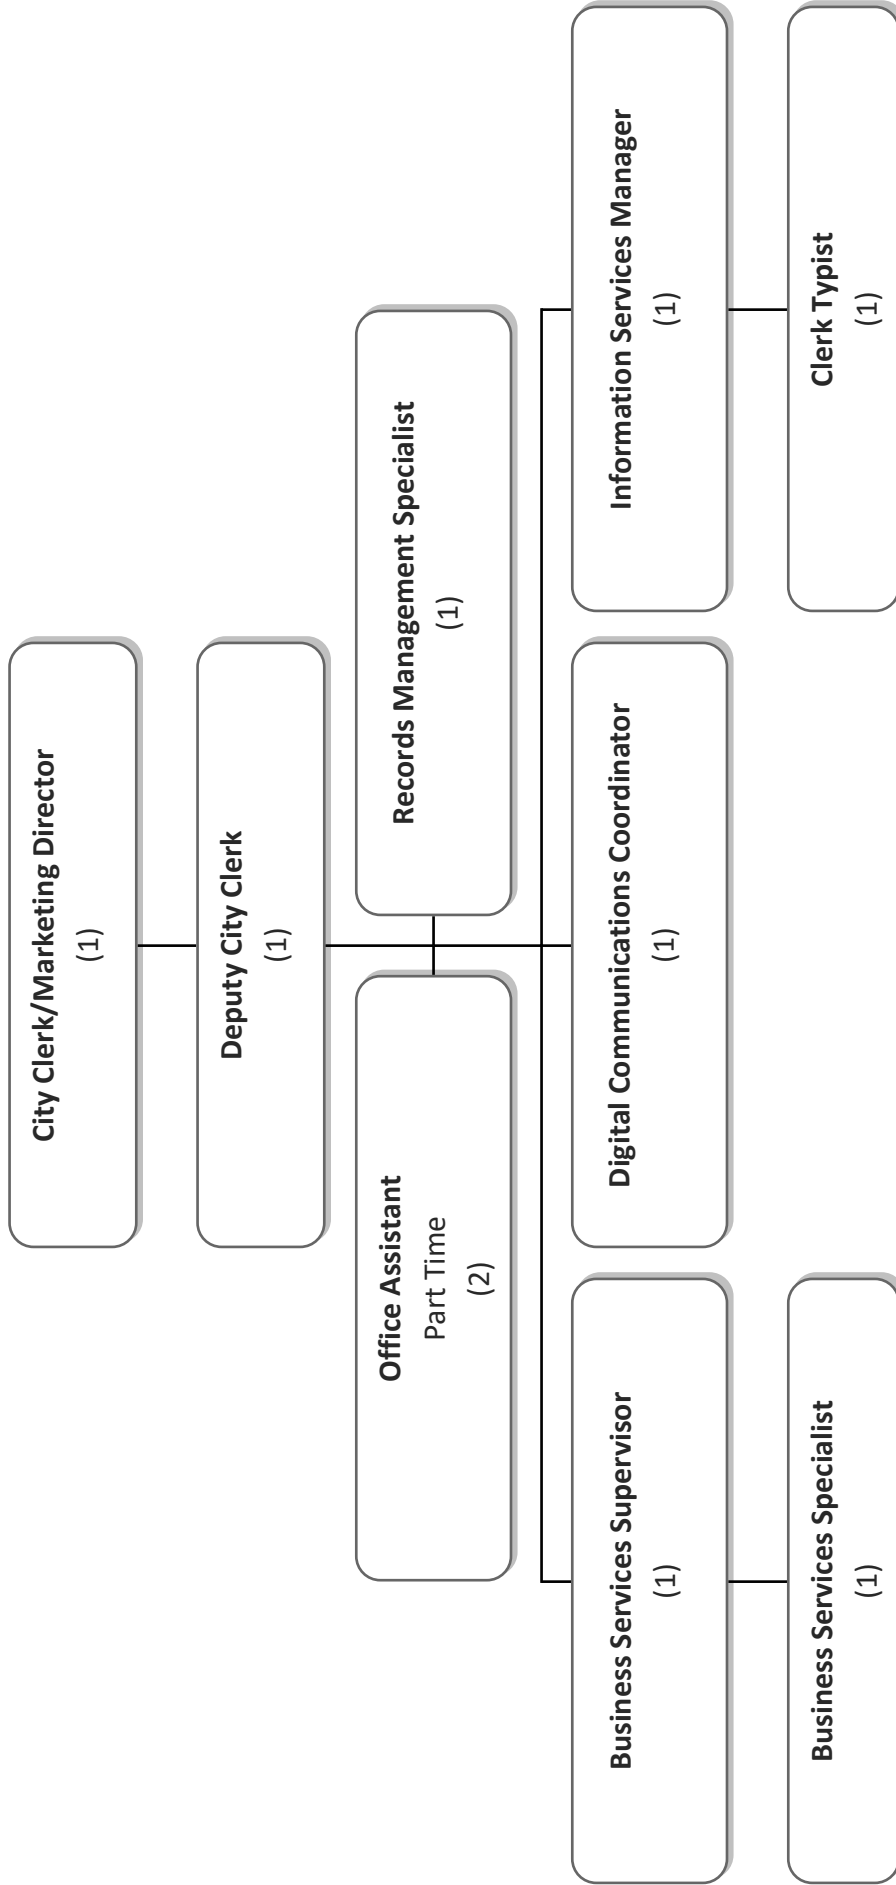 City Clerk/Marketing Director
(1)
Deputy City Clerk
(1)
Office Assistant
Part Time
(2)
Records Management Specialist
(1)
Business Services Supervisor
(1)
Digital Communications Coordinator
(1)
Information Services Manager
(1)
Business Services Specialist
(1)
Clerk Typist
(1)